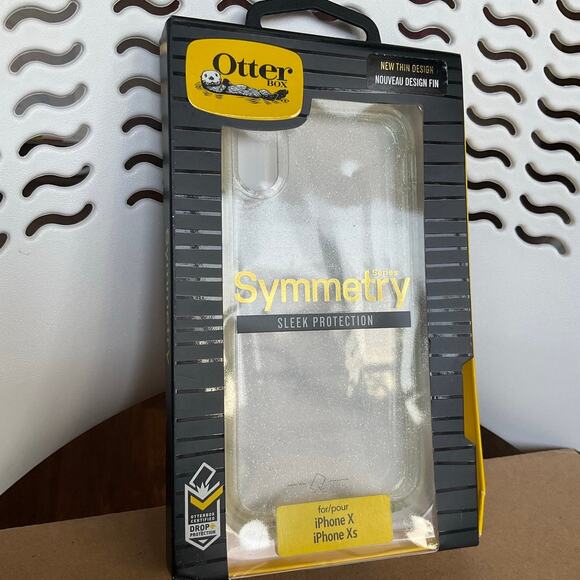 Otter
BOX
NEW THIN DESIGN
NOUVEAU DESIGN FIN
Symmetry
Series
SLEEK PROTECTION
OTTERBOX
CERTIFIED
DROP+
PROTECTION
for/pour
iPhone X
iPhone Xs